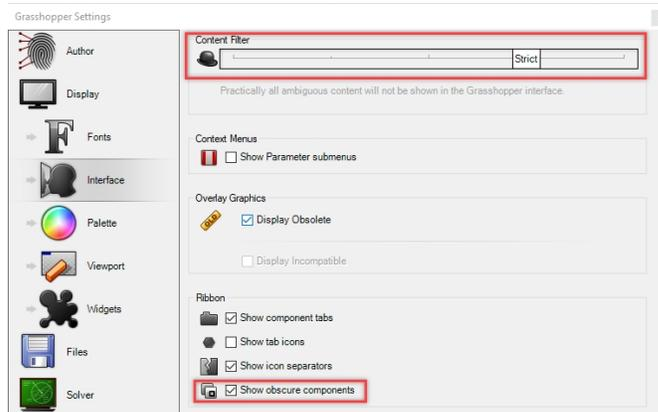 Grasshopper Settings
Author
Display
Fonts
Interface
Palette
Viewport
Widgets
Files
Solver
Content Filter
Strict
Practically all ambiguous content will not be shown in the Grasshopper interface.
Context Menus
Show Parameter submenus
Overlay Graphics
OLD
Display Obsolete
Display Incompatible
Ribbon
Show component tabs
Show tab icons
Show icon separators
Show obscure components